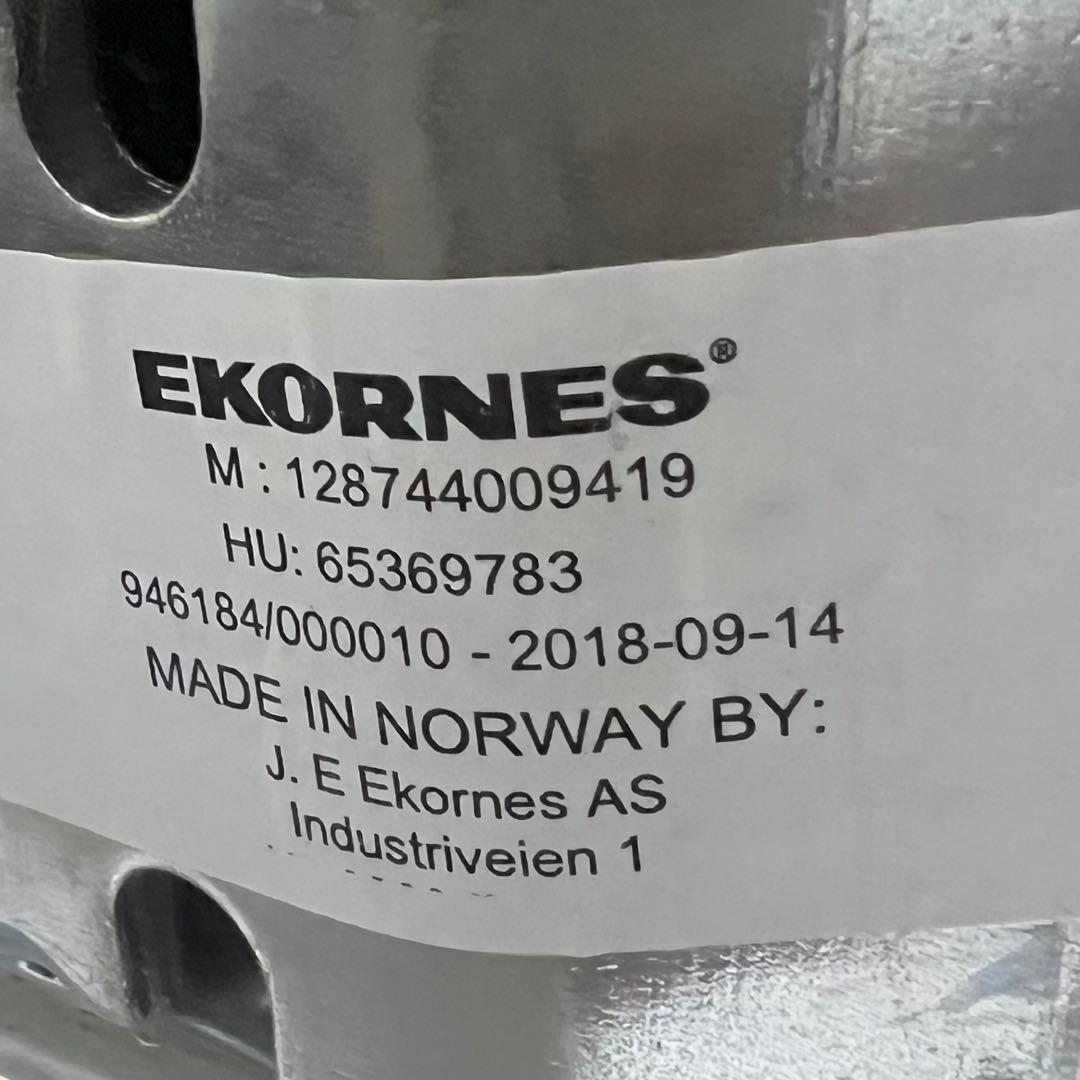 EKORNES®
M : 128744009419
HU: 65369783
946184/000010 - 2018-09-14
MADE IN NORWAY BY:
J. E Ekornes AS
Industriveien 1